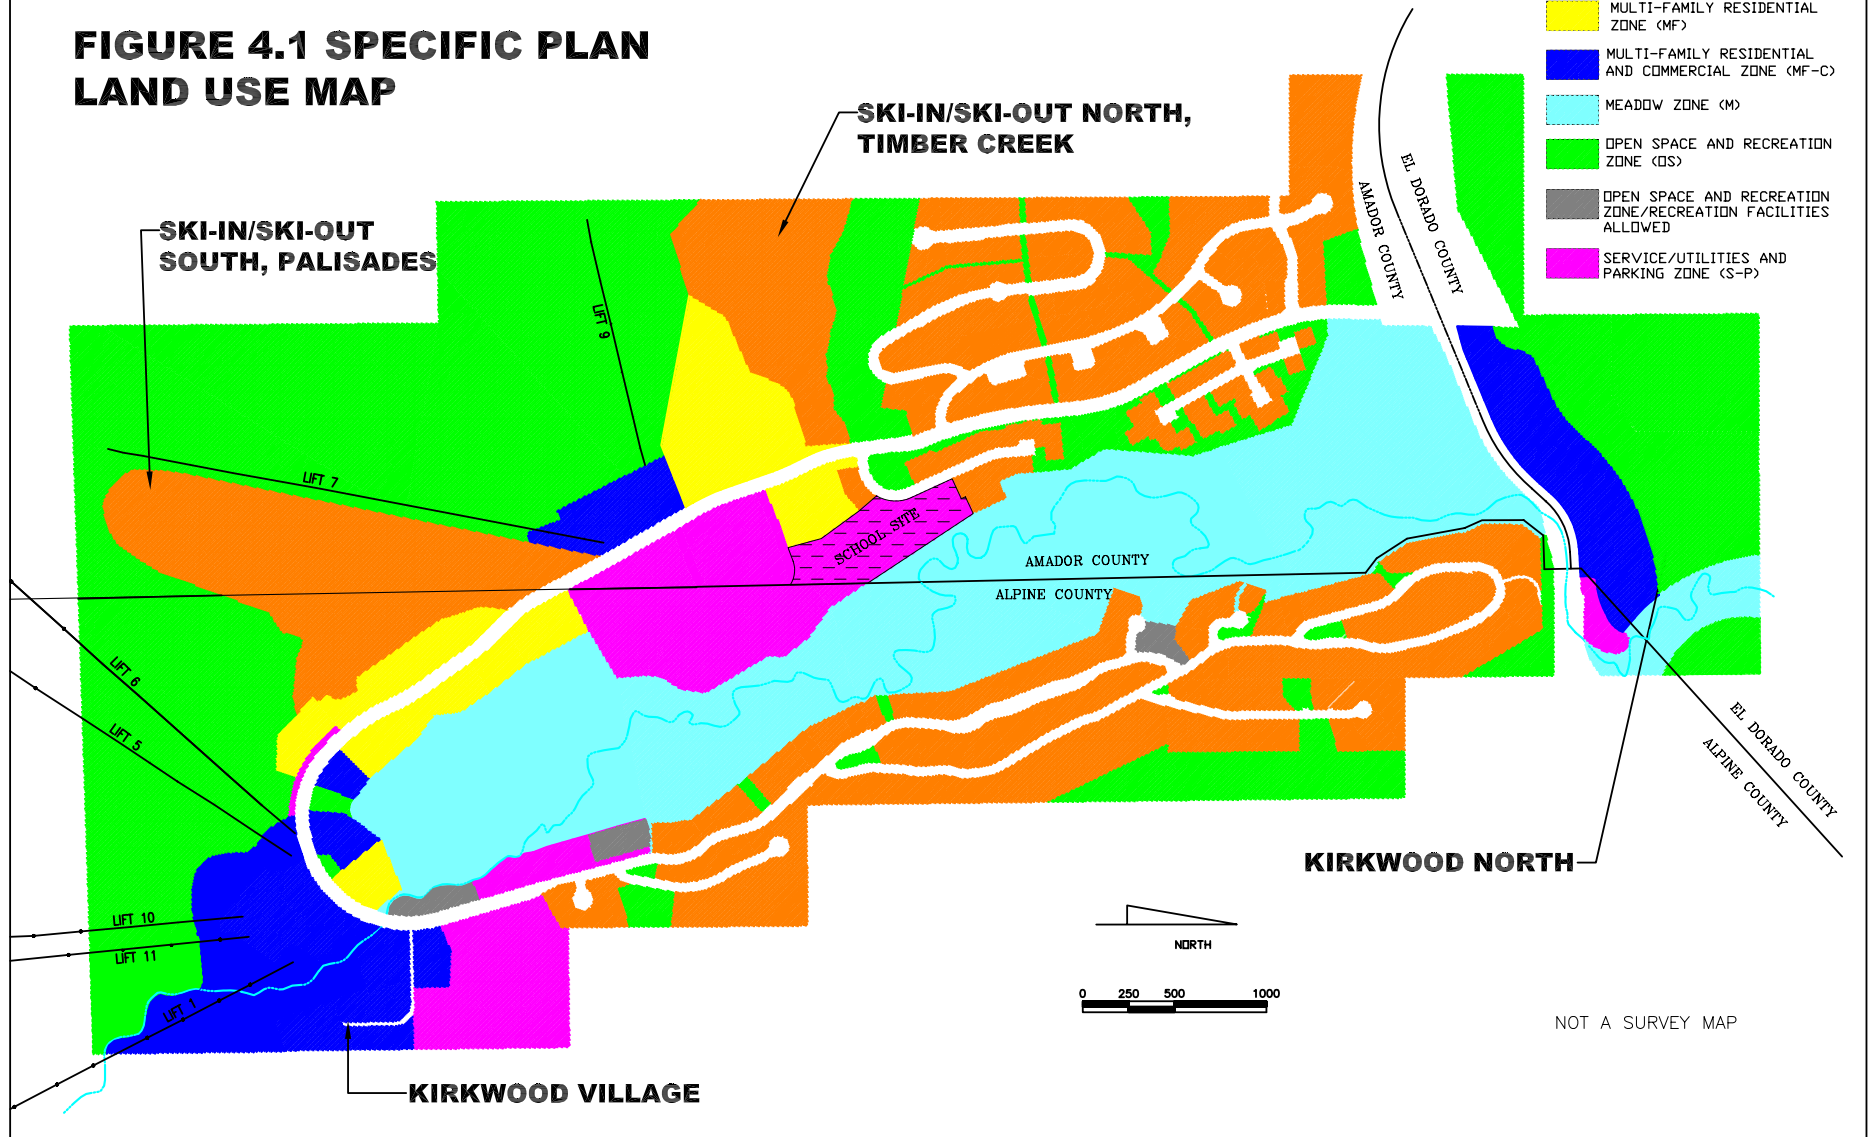 FIGURE 4.1 SPECIFIC PLAN
LAND USE MAP
MULTI-FAMILY RESIDENTIAL
ZONE (MF)
MULTI-FAMILY RESIDENTIAL
AND COMMERCIAL ZONE (MF-C)
MEADOW ZONE (M)
OPEN SPACE AND RECREATION
ZONE (OS)
OPEN SPACE AND RECREATION
ZONE/RECREATION FACILITIES
ALLOWED
SERVICE/UTILITIES AND
PARKING ZONE (S-P)
SKI-IN/SKI-OUT NORTH,
TIMBER CREEK
SKI-IN/SKI-OUT
SOUTH, PALISADES
EL DORADO COUNTY
AMADOR COUNTY
LIFT 9
LIFT 7
SCHOOL SITE
AMADOR COUNTY
ALPINE COUNTY
LIFT 6
LIFT 5
EL DORADO COUNTY
ALPINE COUNTY
KIRKWOOD NORTH
LIFT 10
LIFT 11
LIFT 1
NORTH
0 250 500 1000
NOT A SURVEY MAP
KIRKWOOD VILLAGE